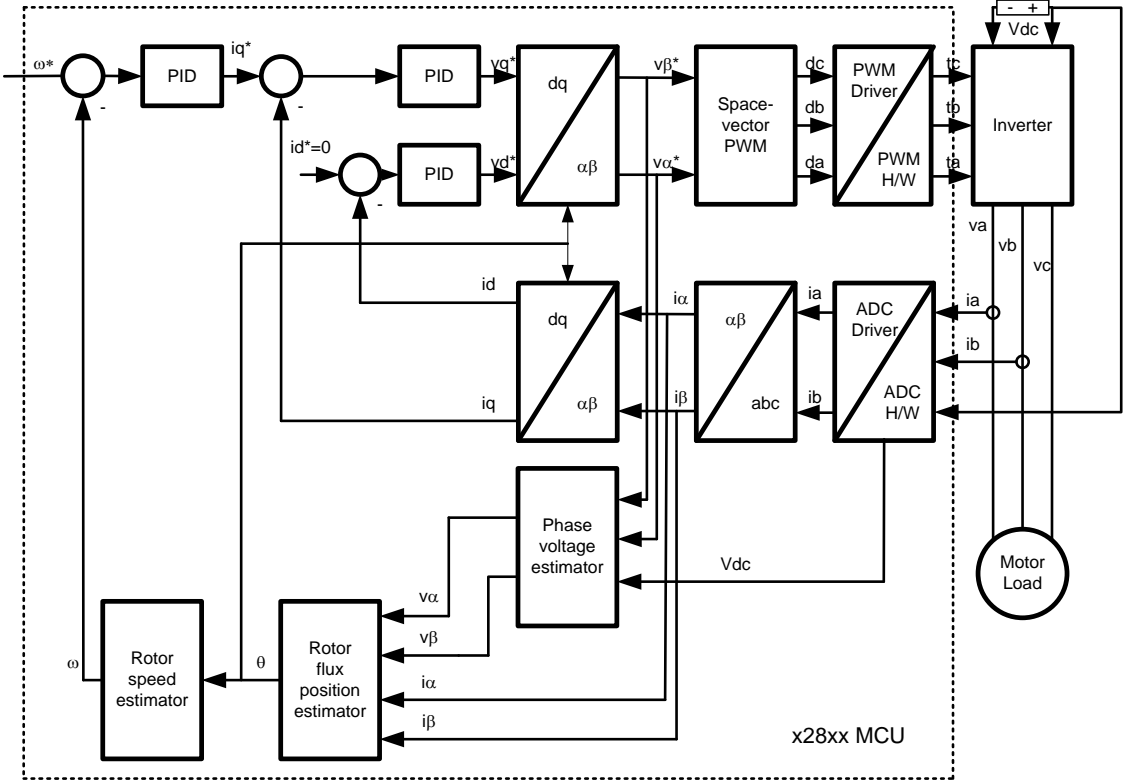 - +
Vdc
ω*
-
PID
iq*
-
PID
vq*
dq
αβ
vβ*
vα*
Space-
vector
PWM
dc
db
da
PWM
Driver
PWM
H/W
tc
tb
ta
Inverter
id*=0
-
PID
vd*
va
vb
vc
id
iq
dq
αβ
iα
iβ
αβ
abc
ia
ib
ADC
Driver
ADC
H/W
ia
ib
Phase
voltage
estimator
Vdc
Motor
Load
vα
vβ
iα
iβ
ω
Rotor
speed
estimator
θ
Rotor
flux
position
estimator
x28xx MCU